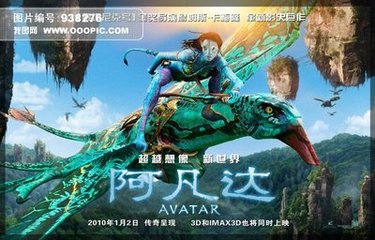 图片编号: 938276
我图网 WWW.OOOPIC.COM
超越想像 新世界
阿凡达
AVATAR
2010年1月2日 传奇呈现 3D和IMAX3D也将同时上映